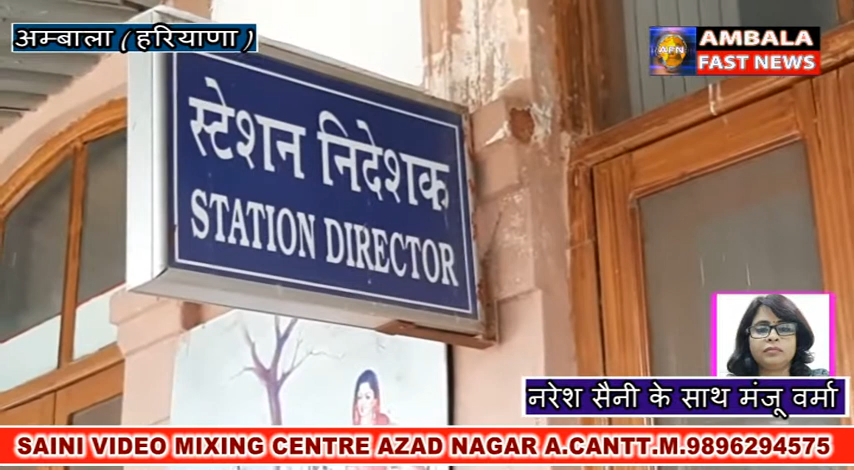 अम्बाला ( हरियाणा )
AFN
AMBALA
FAST NEWS
स्टेशन निदेशक
STATION DIRECTOR
नरेश सैनी के साथ मंजू वर्मा
SAINI VIDEO MIXING CENTRE AZAD NAGAR A.CANTT.M.9896294575